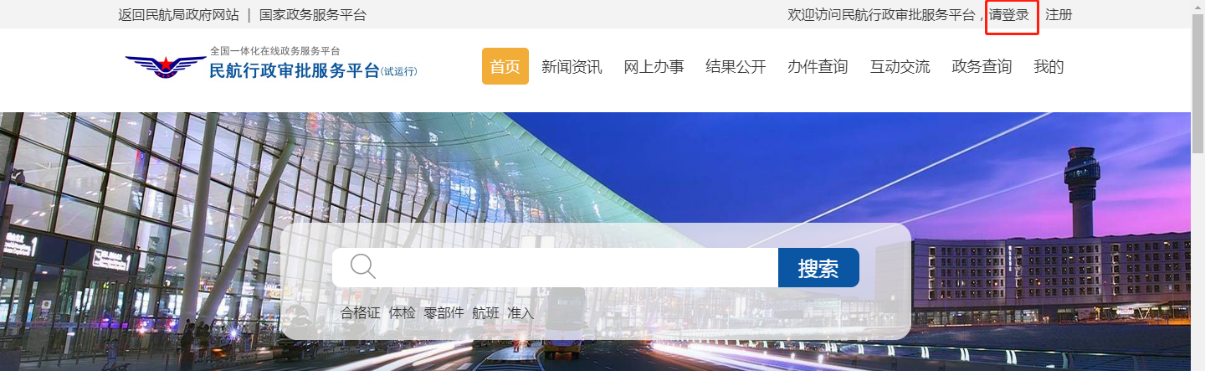 返回民航局政府网站 | 国家政务服务平台 欢迎访问民航行政审批服务平台，请登录 注册
全国一体化在线政务服务平台
民航行政审批服务平台(试运行)
首页 新闻资讯 网上办事 结果公开 办件查询 互动交流 政务查询 我的
搜索
合格证 体检 零部件 航班 准入